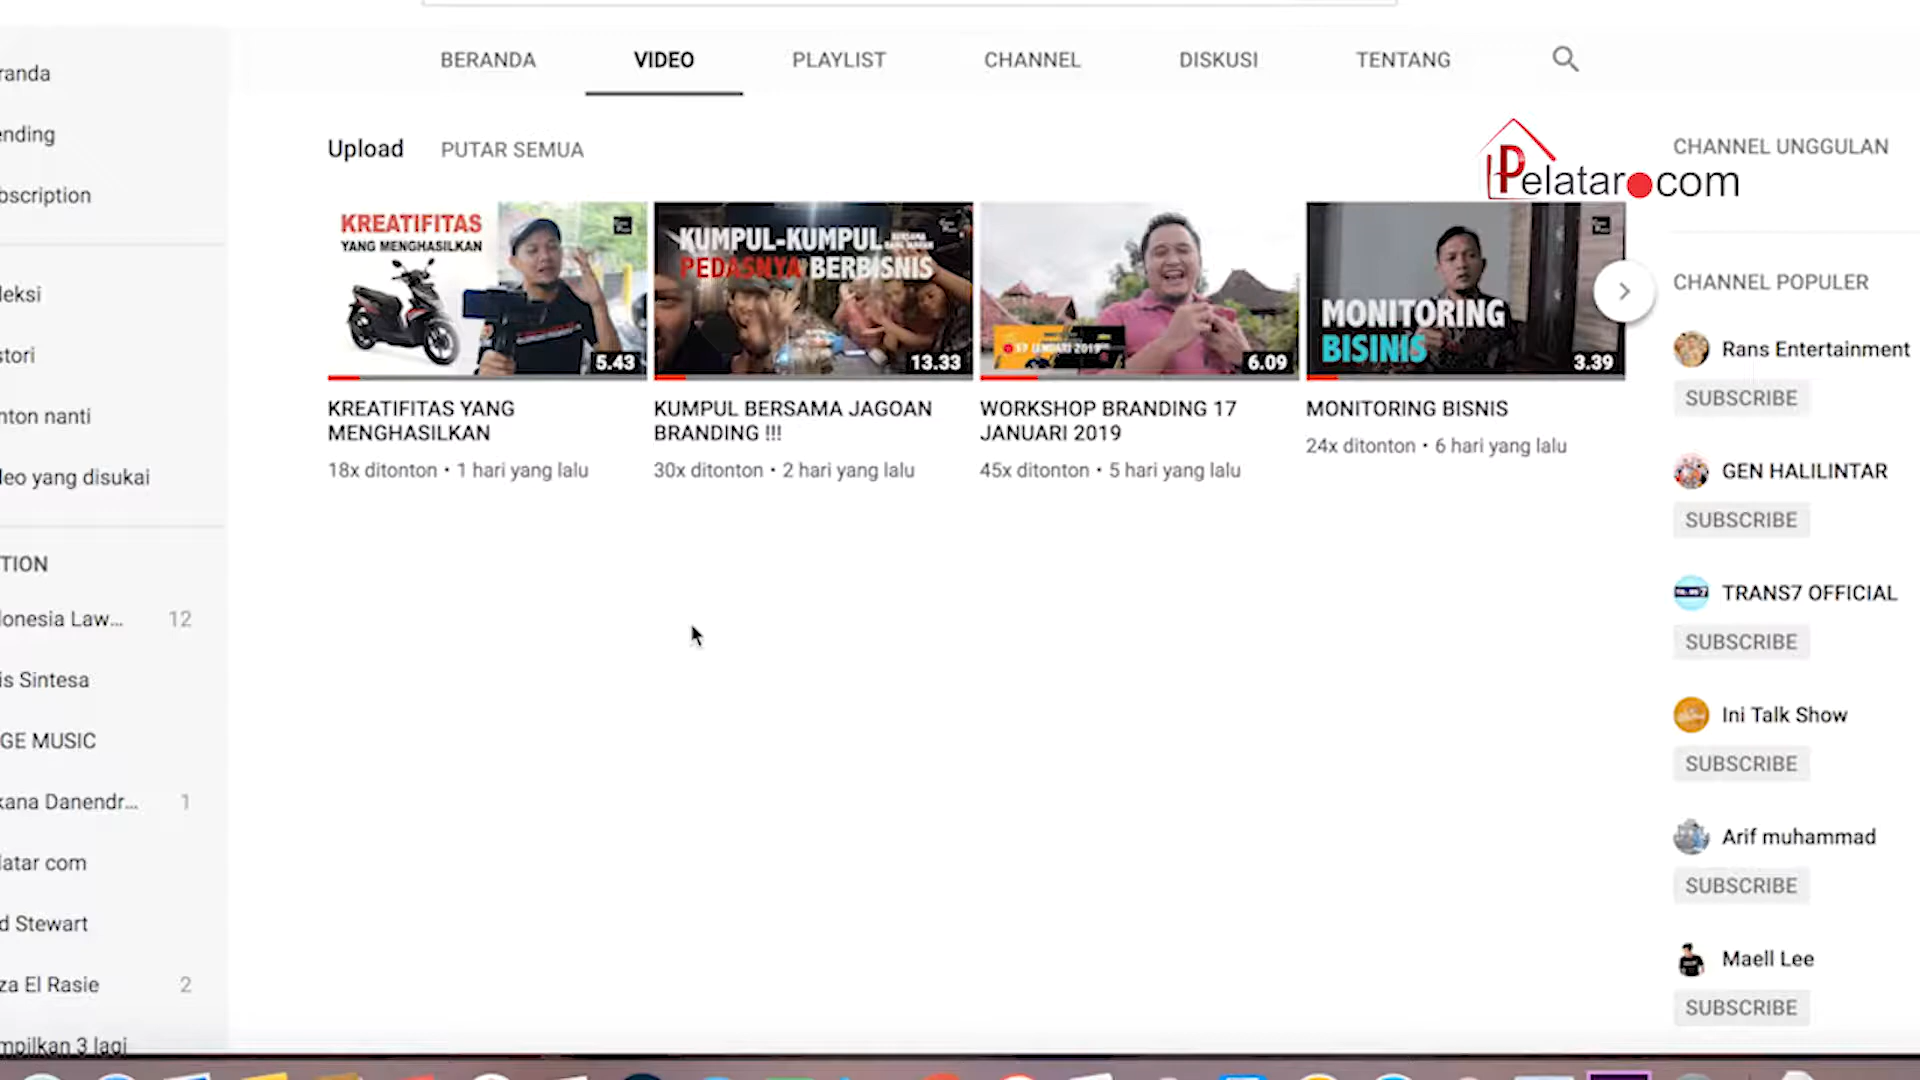 BERANDA VIDEO PLAYLIST CHANNEL DISKUSI TENTANG
randa
ending
bscription
leksi
stori
nton nanti
leo yang disukai
TION
lonesia Law... 12
is Sintesa
GE MUSIC
kana Danendr... 1
latar com
d Stewart
za El Rasie 2
mpilkan 3 lagi
Upload PUTAR SEMUA
Pelatar.com
KREATIFITAS
YANG MENGHASILKAN
5.43
KREATIFITAS YANG
MENGHASILKAN
18x ditonton • 1 hari yang lalu
KUMPUL-KUMPUL
PEDASNYA BERBISNIS
13.33
KUMPUL BERSAMA JAGOAN
BRANDING !!!
30x ditonton • 2 hari yang lalu
6.09
WORKSHOP BRANDING 17
JANUARI 2019
45x ditonton • 5 hari yang lalu
MONITORING
BISINIS
3.39
MONITORING BISNIS
24x ditonton • 6 hari yang lalu
CHANNEL UNGGULAN
CHANNEL POPULER
Rans Entertainment
SUBSCRIBE
GEN HALILINTAR
SUBSCRIBE
TRANS7 OFFICIAL
SUBSCRIBE
Ini Talk Show
SUBSCRIBE
Arif muhammad
SUBSCRIBE
Maell Lee
SUBSCRIBE